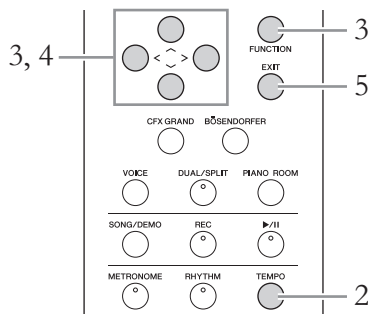 3
FUNCTION
3, 4
< >
EXIT
5
CFX GRAND BÖSENDORFER
VOICE DUAL/SPLIT PIANO ROOM
SONG/DEMO REC ▶/II
METRONOME RHYTHM TEMPO
2